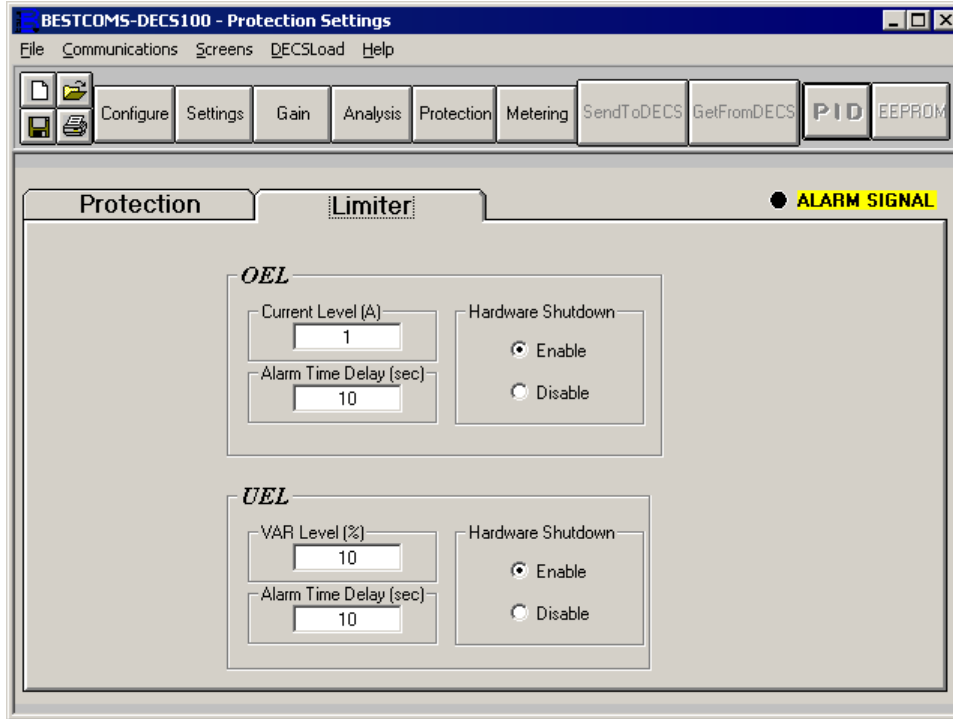 BESTCOMS-DECS100 - Protection Settings
File Communications Screens DECSLoad Help
Configure Settings Gain Analysis Protection Metering SendToDECS GetFromDECS PID EEPROM
Protection Limiter ALARM SIGNAL
OEL
Current Level (A) Hardware Shutdown
1
Enable
Alarm Time Delay (sec)
10
Disable
UEL
VAR Level (%) Hardware Shutdown
10
Enable
Alarm Time Delay (sec)
10
Disable